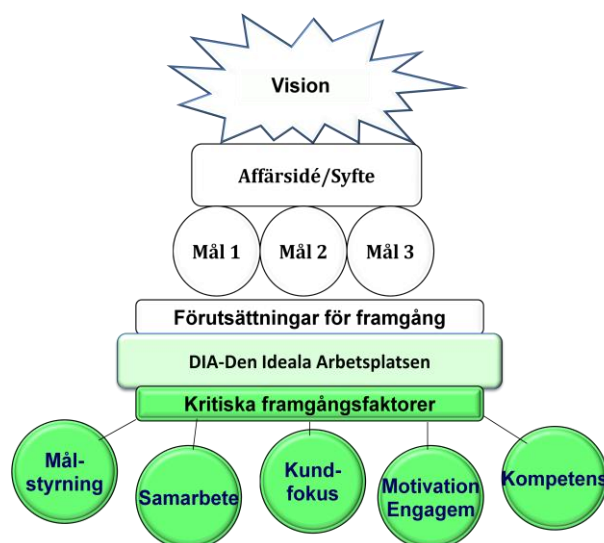 Vision
Affärsidé/Syfte
Mål 1
Mål 2
Mål 3
Förutsättningar för framgång
DIA-Den Ideala Arbetsplatsen
Kritiska framgångsfaktorer
Mål-
styrning
Samarbete
Kund-
fokus
Motivation
Engagem
Kompetens